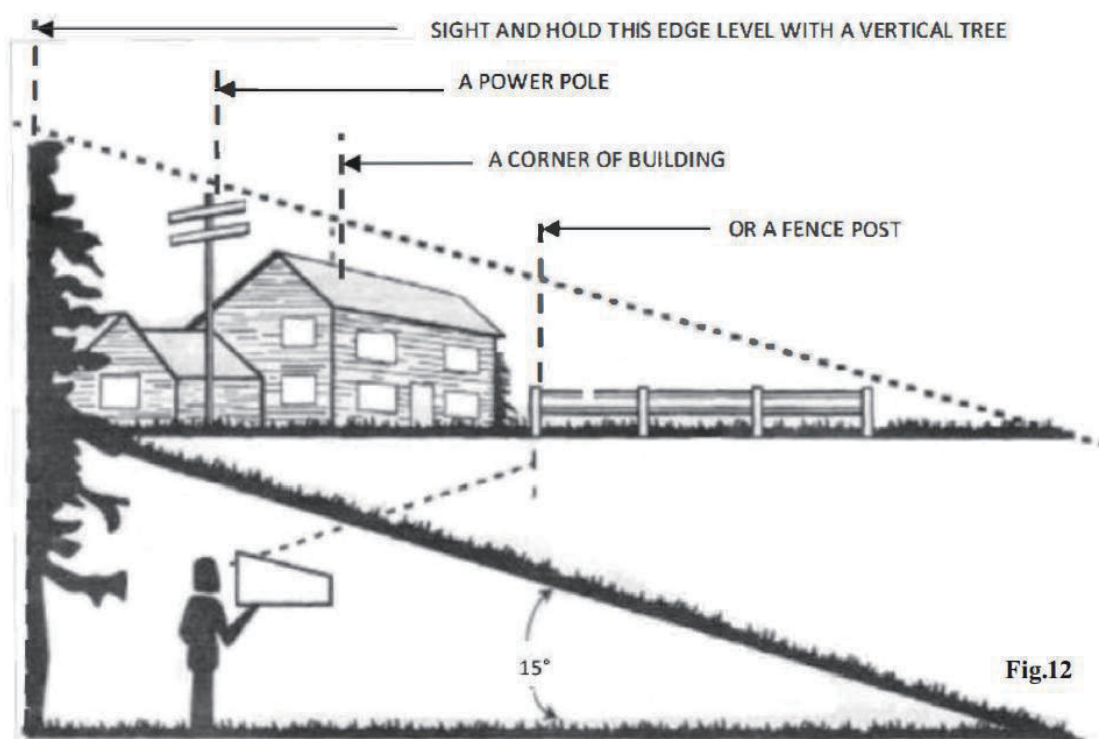 SIGHT AND HOLD THIS EDGE LEVEL WITH A VERTICAL TREE
A POWER POLE
A CORNER OF BUILDING
OR A FENCE POST
15°
Fig.12